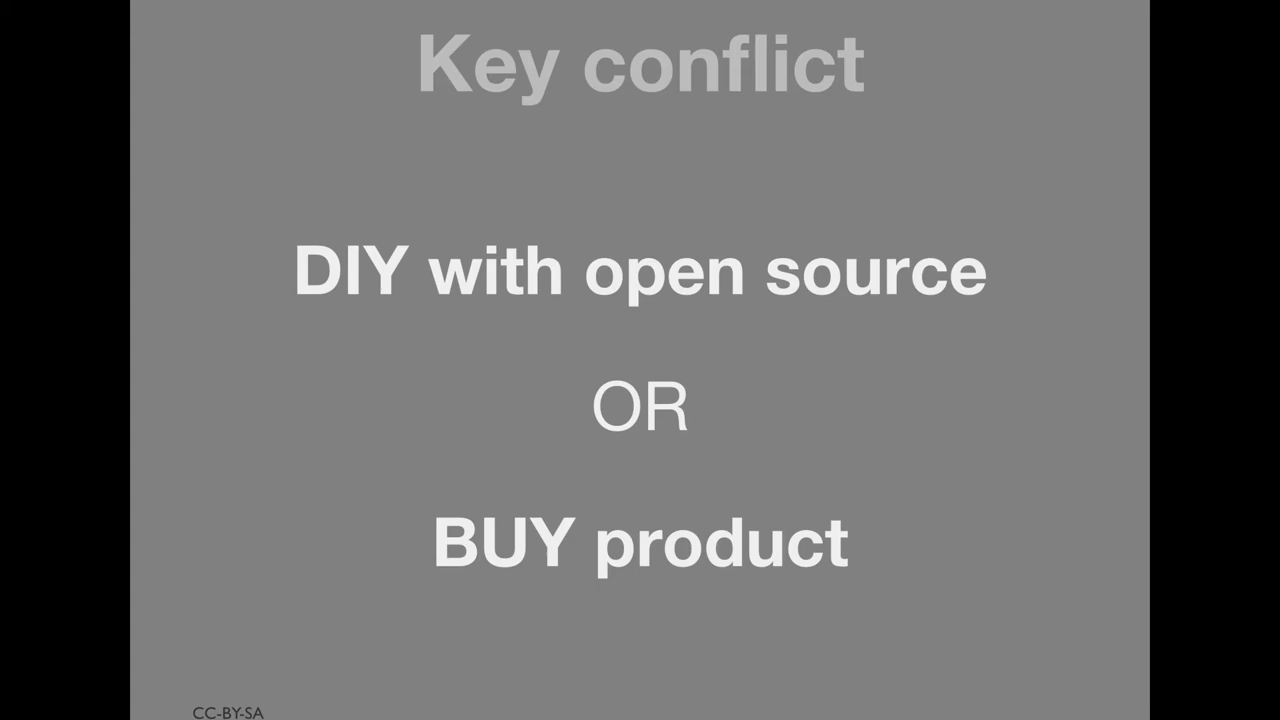 Key conflict
DIY with open source
OR
BUY product
CC-BY-SA